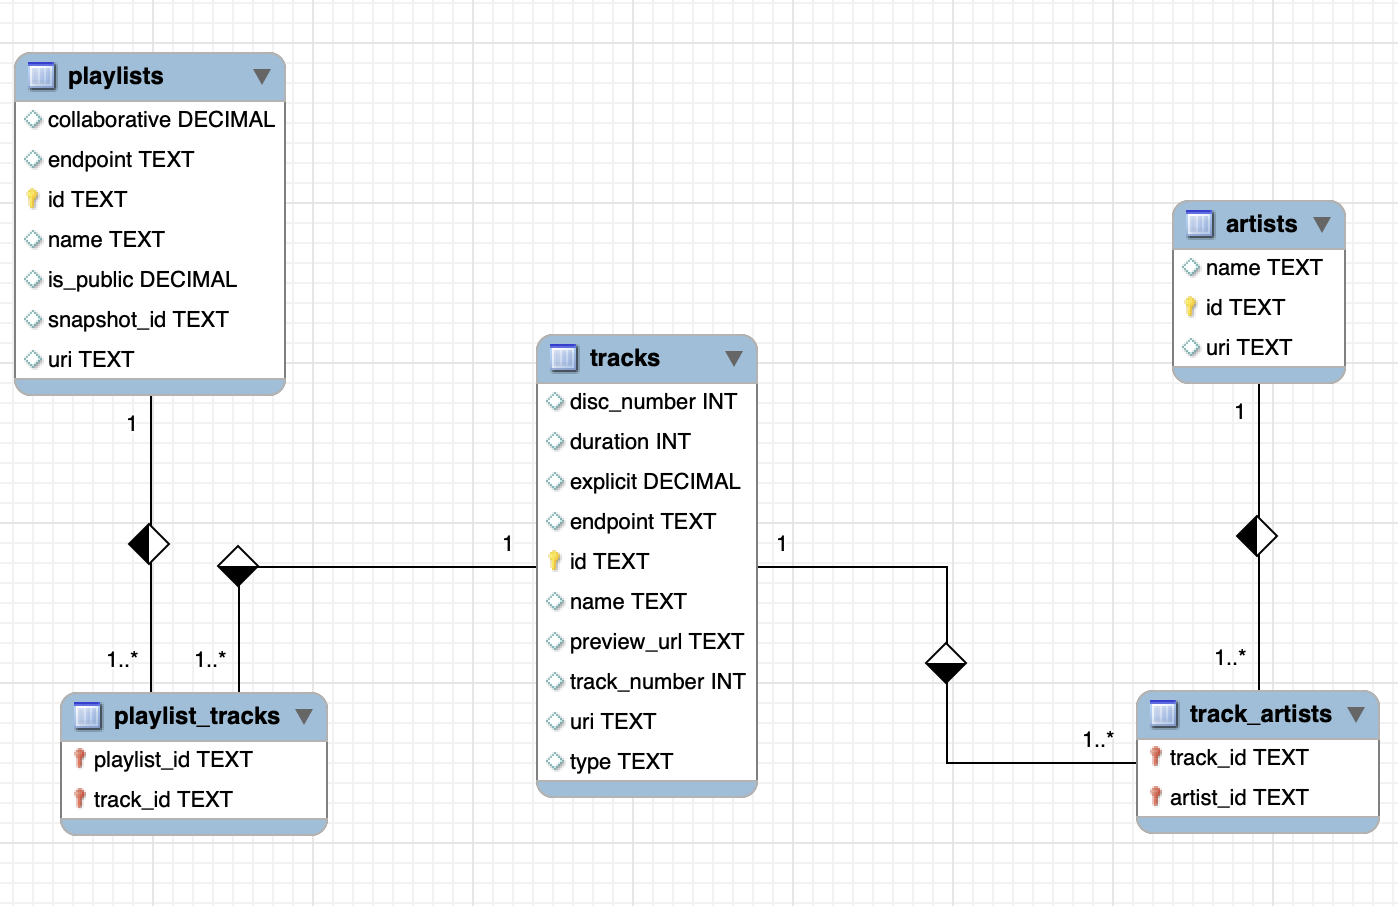 playlists
collaborative DECIMAL
endpoint TEXT
id TEXT
name TEXT
is_public DECIMAL
snapshot_id TEXT
uri TEXT
1
1..*
1..*
playlist_tracks
playlist_id TEXT
track_id TEXT
1
tracks
disc_number INT
duration INT
explicit DECIMAL
endpoint TEXT
id TEXT
name TEXT
preview_url TEXT
track_number INT
uri TEXT
type TEXT
1
1..*
artists
name TEXT
id TEXT
uri TEXT
1
1..*
track_artists
track_id TEXT
artist_id TEXT